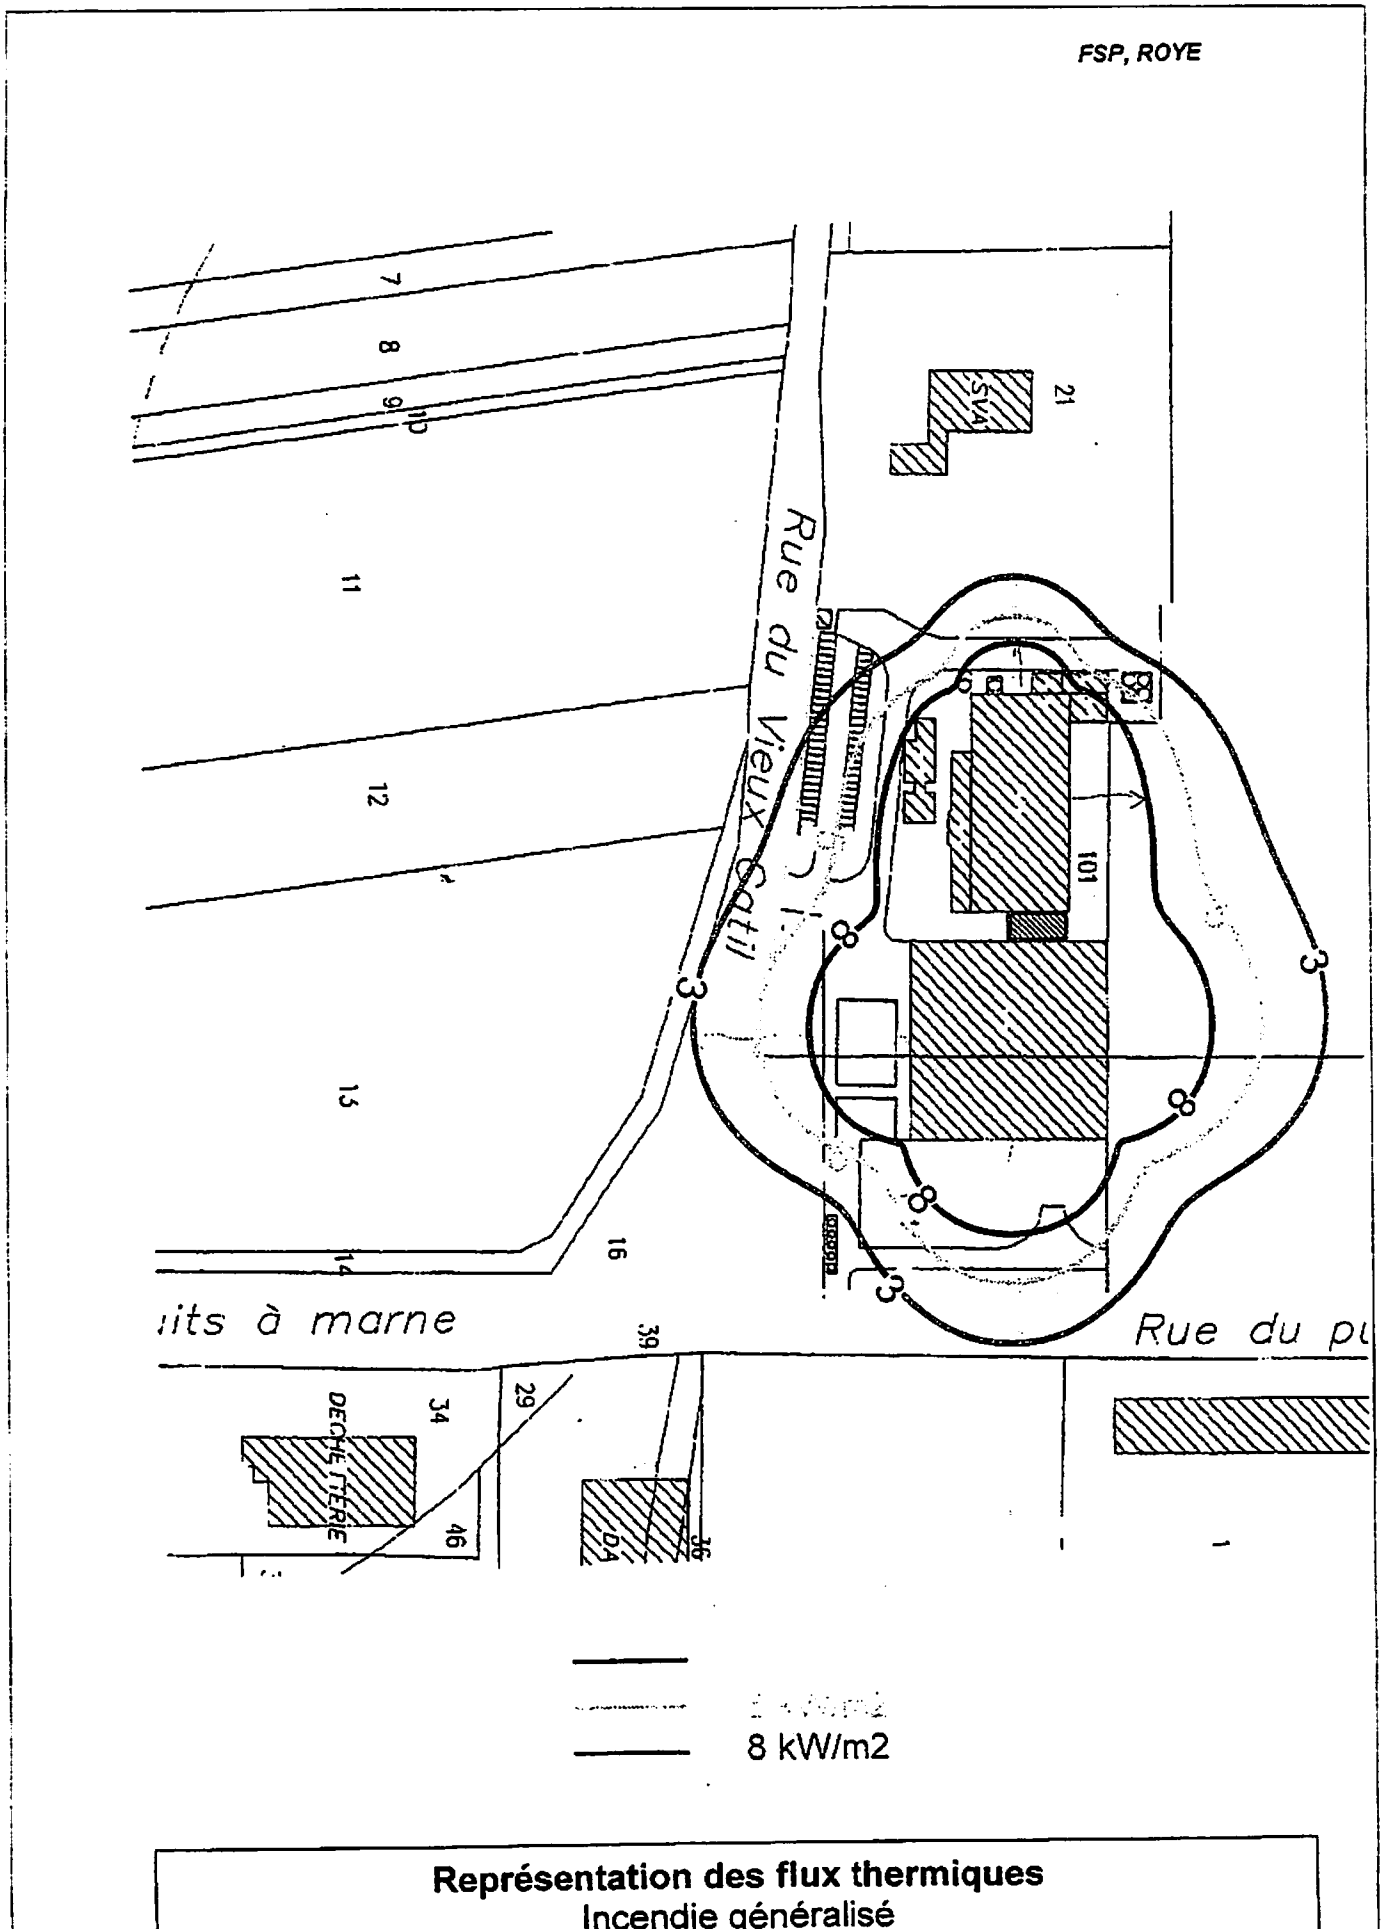 FSP, ROYE
7
8
9
10
21
SVA
11
Rue du Vieux Catil
12
101
8
3
3
13
8
8
16
14
3
its à marne
39
Rue du pu
34
29
DECHETTERIE
46
DA
36
1
8 kW/m2
Représentation des flux thermiques
Incendie généralisé